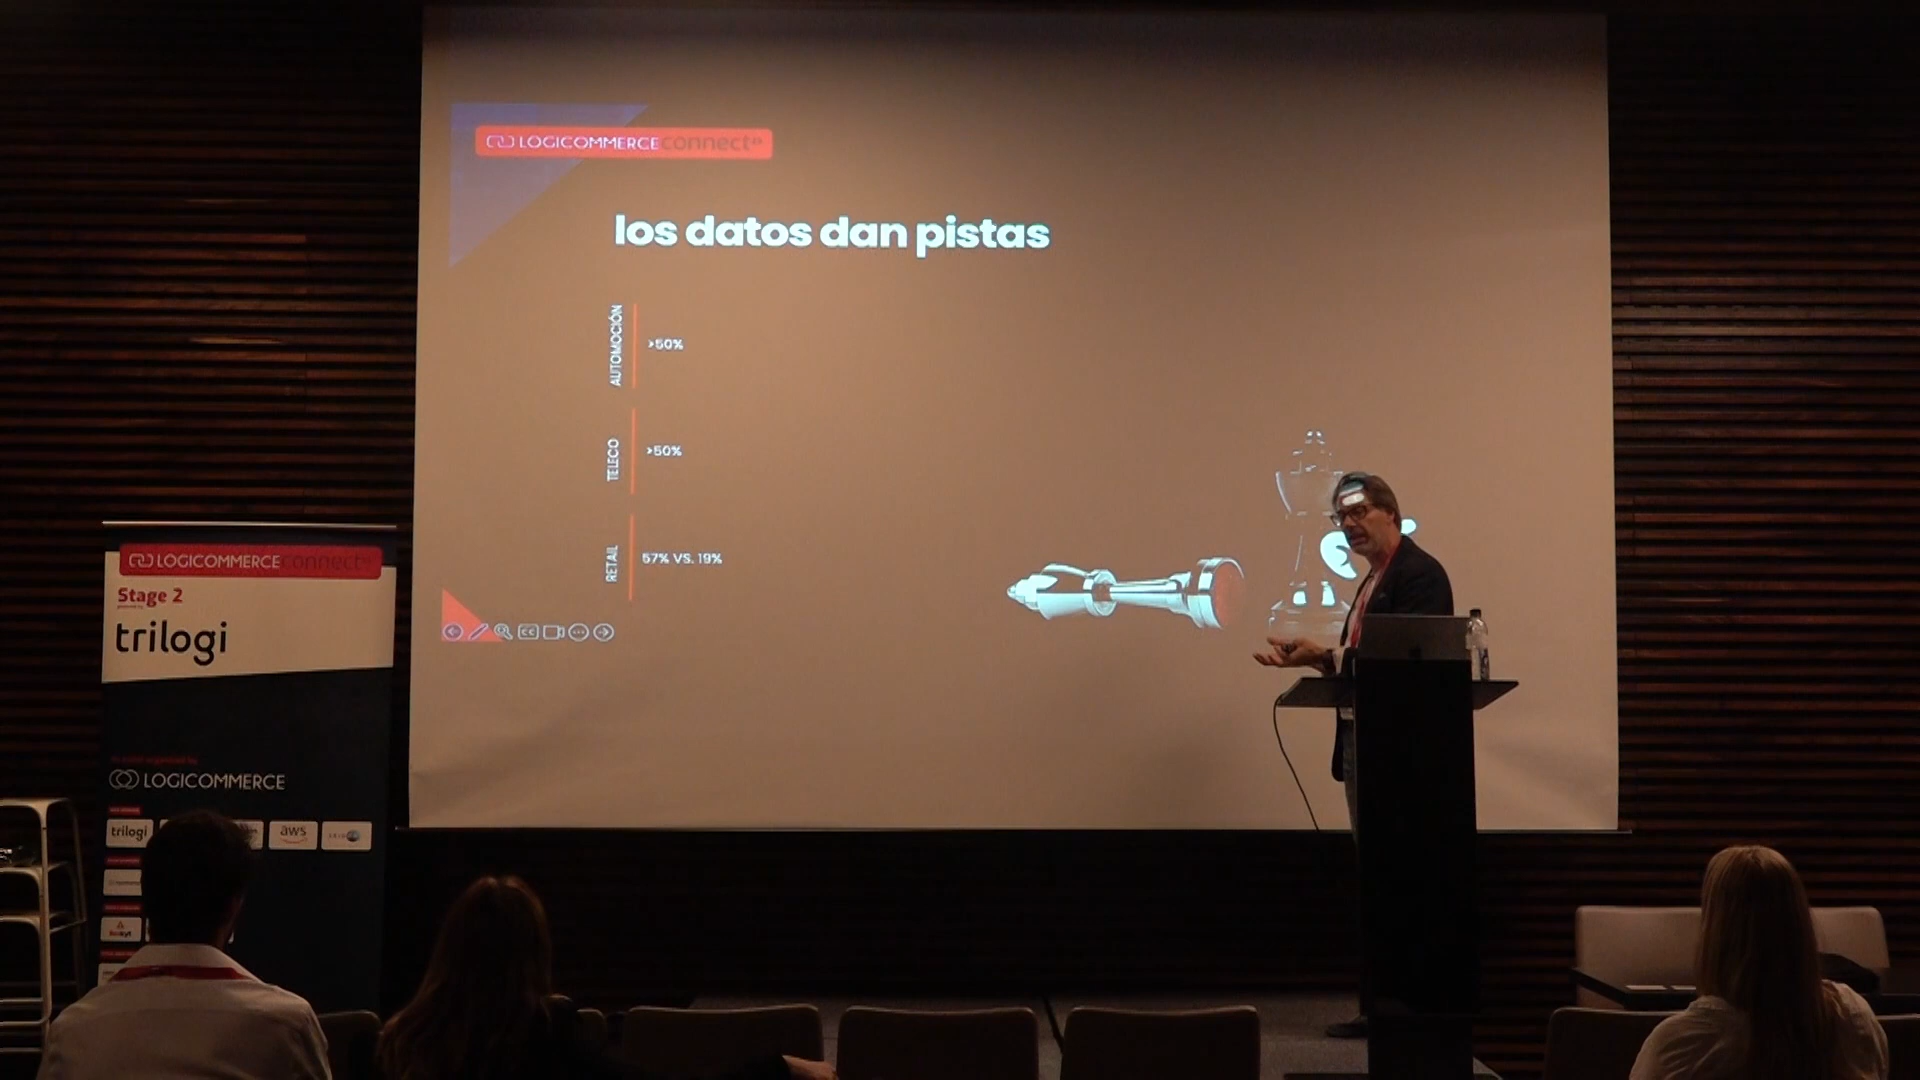 LOGICOMMERCE connect
los datos dan pistas
AUTOMOCIÓN
>50%
TELECO
>50%
RETAIL
57% VS. 19%
CC
LOGICOMMERCE connect
Stage 2
trilogi
LOGICOMMERCE
trilogi
aws